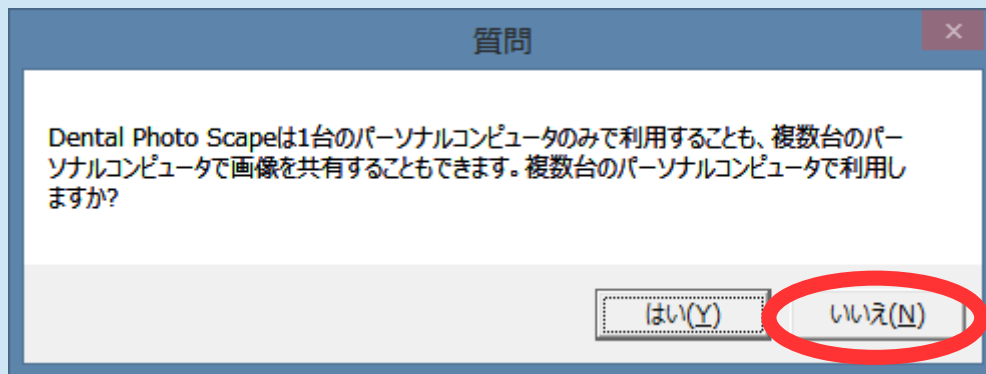 質問
Dental Photo Scapeは1台のパーソナルコンピュータのみで利用することも、複数台のパー
ソナルコンピュータで画像を共有することもできます。複数台のパーソナルコンピュータで利用し
ますか?
はい(Y) いいえ(N)